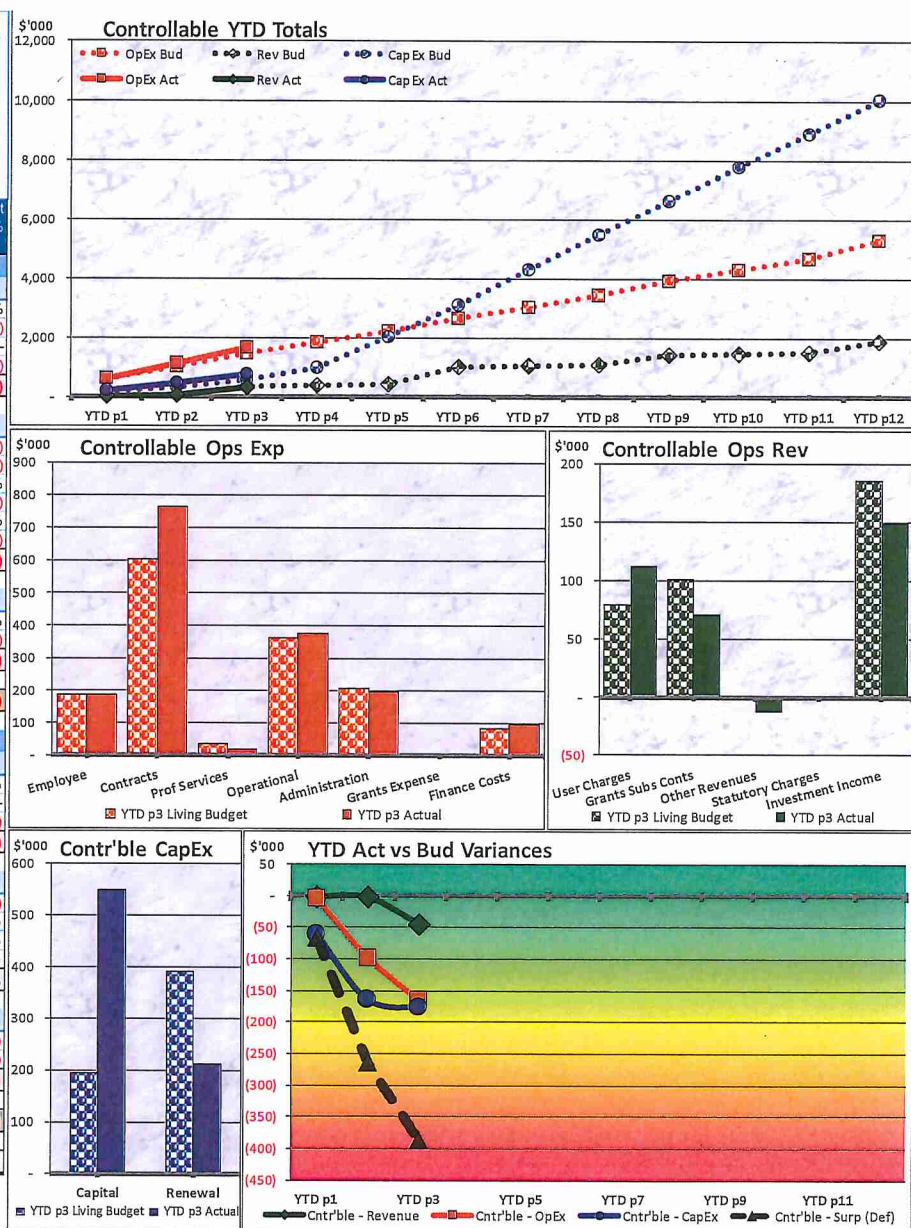 $'000 Controllable YTD Totals
12,000
OpEx Bud Rev Bud CapEx Bud
OpEx Act Rev Act CapEx Act
10,000
8,000
6,000
4,000
2,000
-
YTD p1 YTD p2 YTD p3 YTD p4 YTD p5 YTD p6 YTD p7 YTD p8 YTD p9 YTD p10 YTD p11 YTD p12
$'000 Controllable Ops Exp
900
800
700
600
500
400
300
200
100
-
Employee Contracts Prof Services Operational Administration Grants Expense Finance Costs
YTD p3 Living Budget YTD p3 Actual
$'000 Controllable Ops Rev
200
150
100
50
-
(50)
User Charges Grants Subs Conts Other Revenues Statutory Charges Investment Income
YTD p3 Living Budget YTD p3 Actual
$'000 Contr'ble CapEx
600
500
400
300
200
100
-
Capital Renewal
YTD p3 Living Budget YTD p3 Actual
$'000 YTD Act vs Bud Variances
50
-
(50)
(100)
(150)
(200)
(250)
(300)
(350)
(400)
(450)
YTD p1 YTD p3 YTD p5 YTD p7 YTD p9 YTD p11
Cntr'ble - Revenue Cntr'ble - OpEx Cntr'ble - CapEx Cntr'ble - Surp (Def)